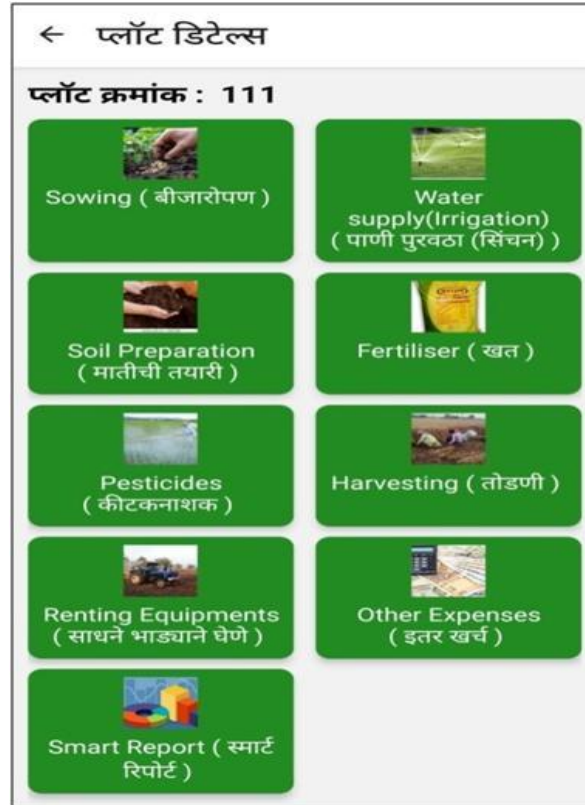 ← प्लॉट डिटेल्स
प्लॉट क्रमांक : 111
Sowing ( बीजारोपण )
Water
supply(Irrigation)
( पाणी पुरवठा (सिंचन) )
Soil Preparation
( मातीची तयारी )
Fertiliser ( खत )
Pesticides
( कीटकनाशक )
Harvesting ( तोडणी )
Renting Equipments
( साधने भाड्याने घेणे )
Other Expenses
( इतर खर्च )
Smart Report ( स्मार्ट
रिपोर्ट )